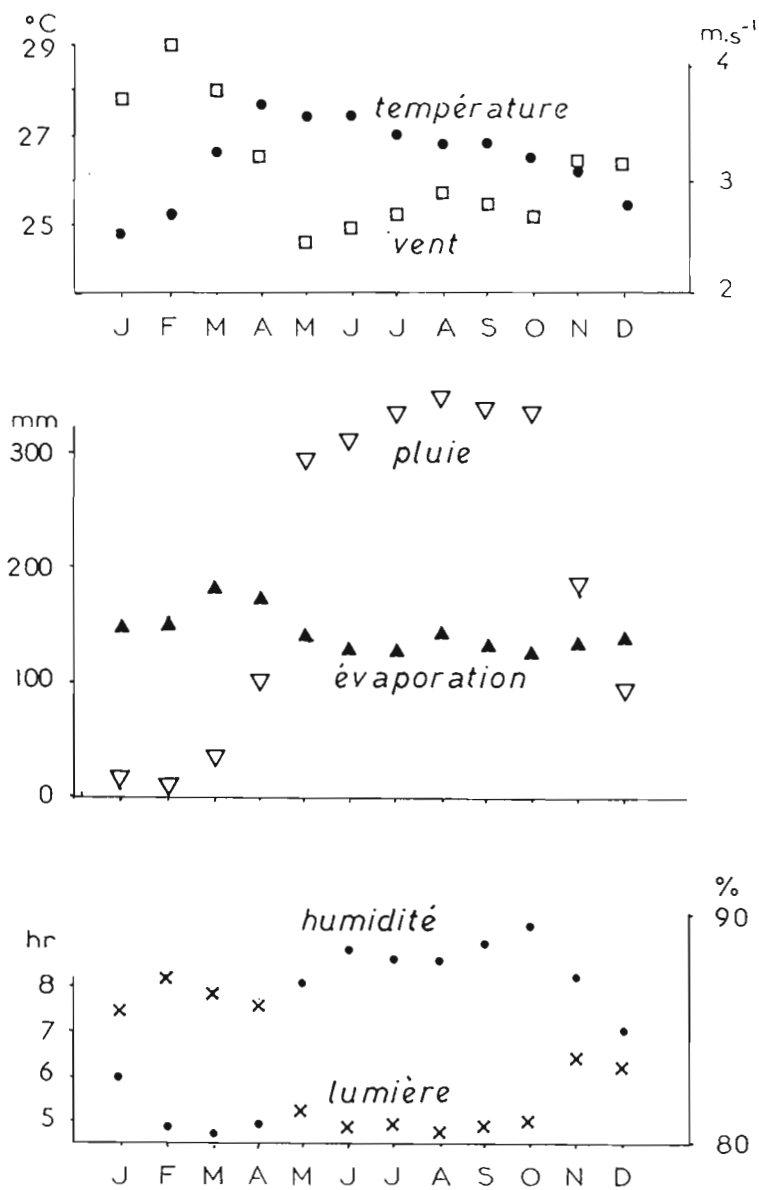 °C
m.s⁻¹
29
4
température
27
3
25
vent
2
J F M A M J J A S O N D
mm
300
pluie
200
100
évaporation
0
%
humidité
90
hr
8
7
6
lumière
5
80
J F M A M J J A S O N D